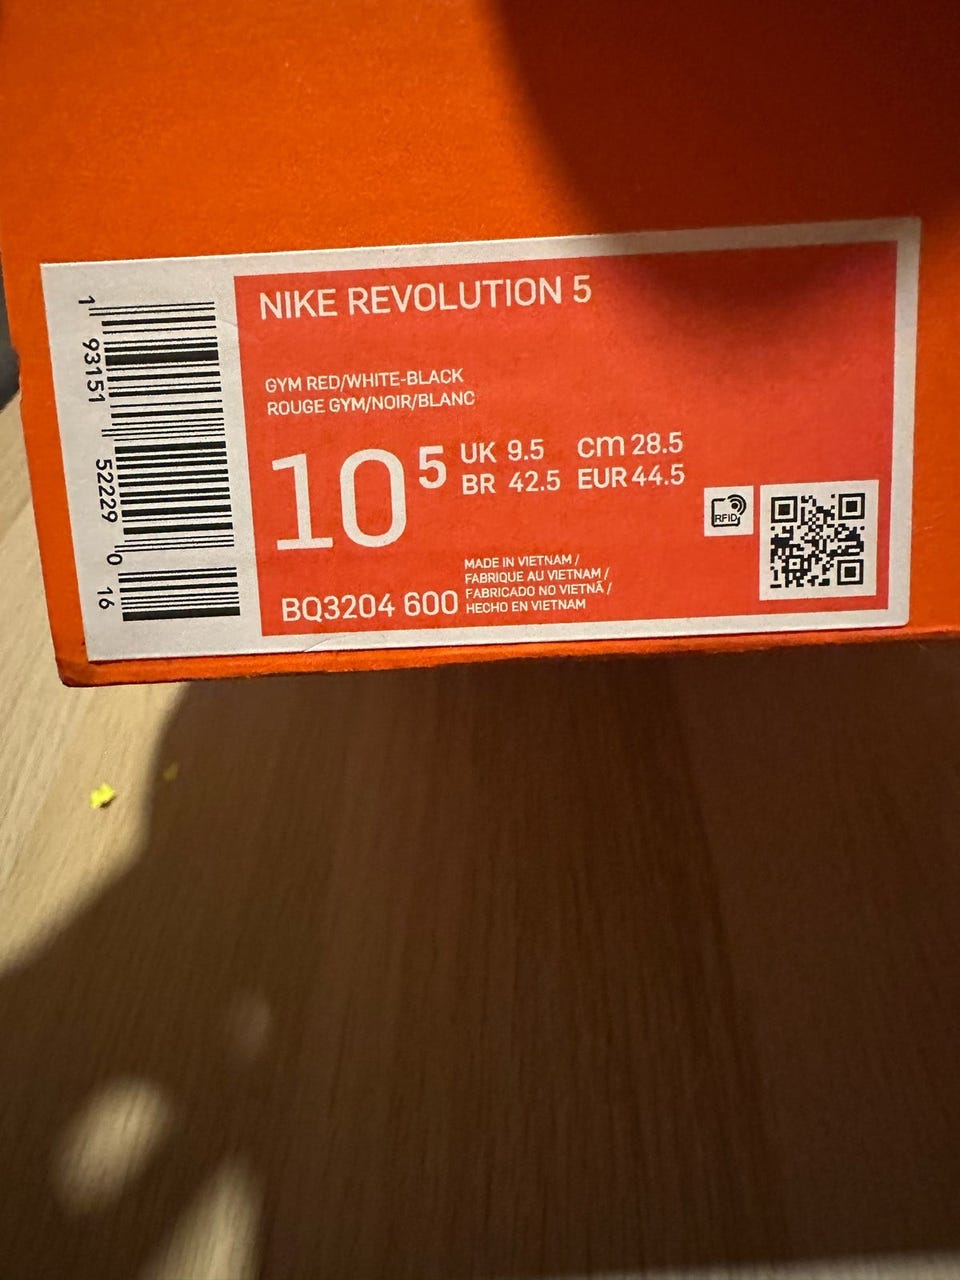 NIKE REVOLUTION 5
GYM RED/WHITE-BLACK
ROUGE GYM/NOIR/BLANC
10 5
UK 9.5 cm 28.5
BR 42.5 EUR 44.5
RFID
MADE IN VIETNAM /
FABRIQUE AU VIETNAM /
FABRICADO NO VIETNÃ /
HECHO EN VIETNAM
BQ3204 600
1 93151 52229 0 16